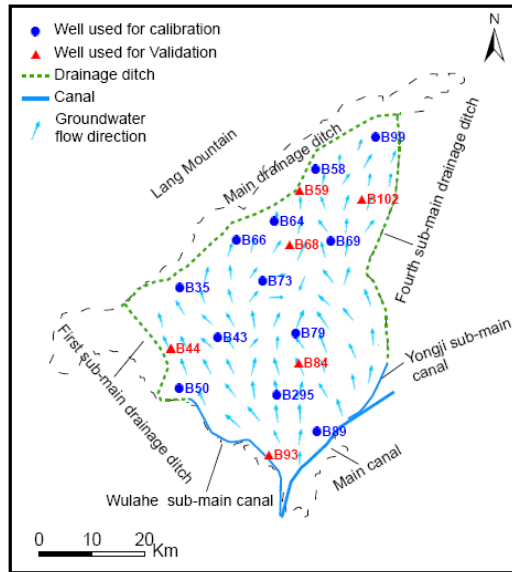 Well used for calibration
Well used for Validation
Drainage ditch
Canal
Groundwater
flow direction
N
Lang Mountain
Main drainage ditch
Fourth sub-main drainage ditch
B99
B58
B59
B102
B64
B66
B68
B69
B73
B35
B43
B79
B44
B84
B50
B295
B89
B93
First sub-main
drainage ditch
Yongji sub-main
canal
Main canal
Wulahe sub-main canal
0 10 20
Km